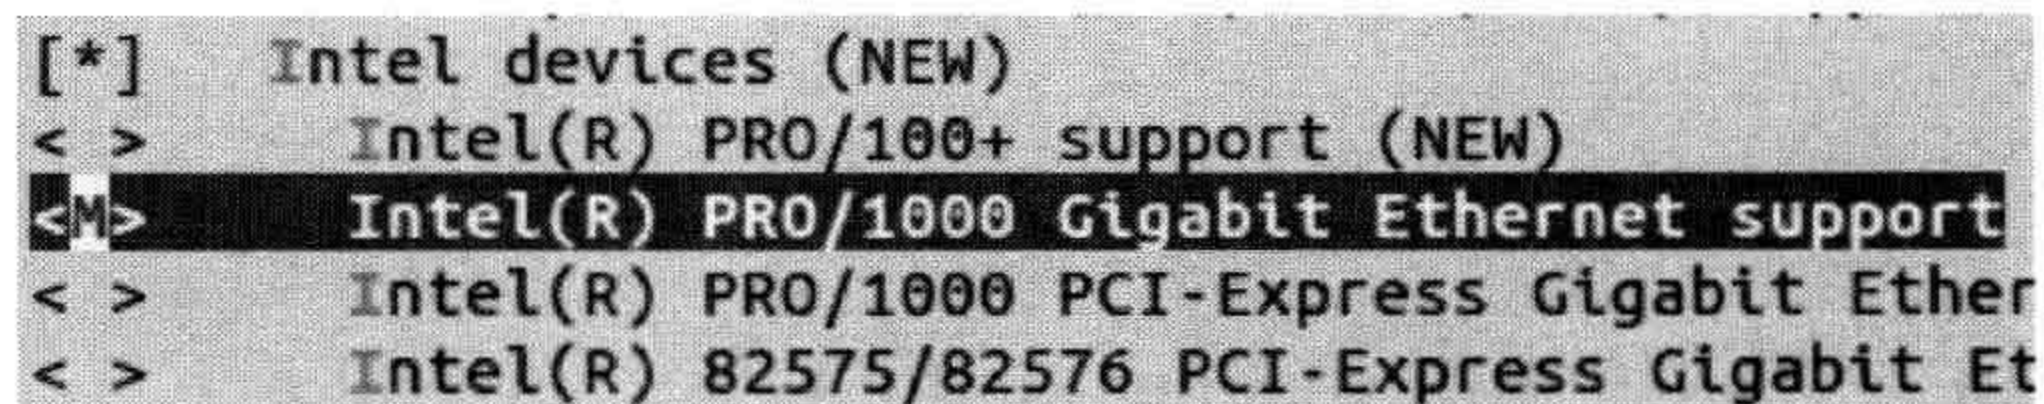 [*] Intel devices (NEW)
< > Intel(R) PRO/100+ support (NEW)
<M> Intel(R) PRO/1000 Gigabit Ethernet support
< > Intel(R) PRO/1000 PCI-Express Gigabit Ether
< > Intel(R) 82575/82576 PCI-Express Gigabit Et